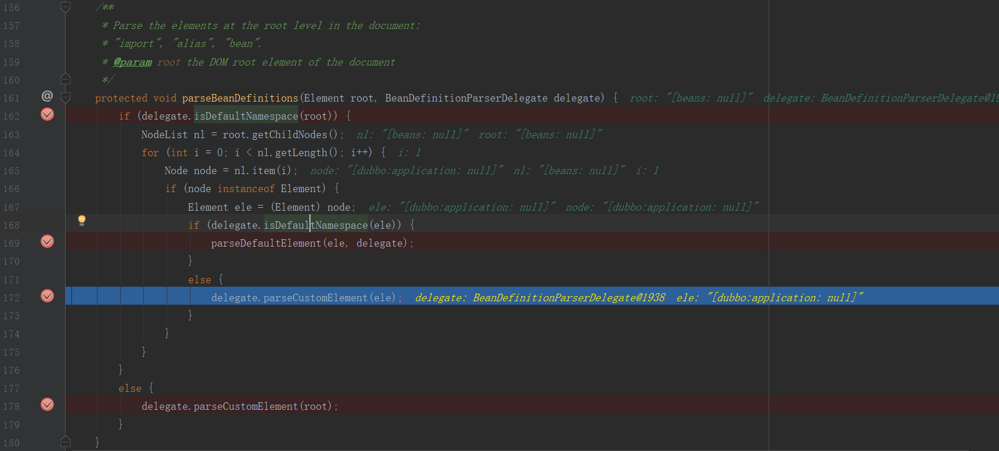 156 /**
157 * Parse the elements at the root level in the document:
158 * "import", "alias", "bean".
159 * @param root the DOM root element of the document
160 */
161 @ protected void parseBeanDefinitions(Element root, BeanDefinitionParserDelegate delegate) { root: "[beans: null]" delegate: BeanDefinitionParserDelegate@19
162 if (delegate.isDefaultNamespace(root)) {
163 NodeList nl = root.getChildNodes(); nl: "[beans: null]" root: "[beans: null]"
164 for (int i = 0; i < nl.getLength(); i++) { i: 1
165 Node node = nl.item(i); node: "[dubbo:application: null]" nl: "[beans: null]" i: 1
166 if (node instanceof Element) {
167 Element ele = (Element) node; ele: "[dubbo:application: null]" node: "[dubbo:application: null]"
168 if (delegate.isDefaultNamespace(ele)) {
169 parseDefaultElement(ele, delegate);
170 }
171 else {
172 delegate.parseCustomElement(ele); delegate: BeanDefinitionParserDelegate@1938 ele: "[dubbo:application: null]"
173 }
174 }
175 }
176 }
177 else {
178 delegate.parseCustomElement(root);
179 }
180 }